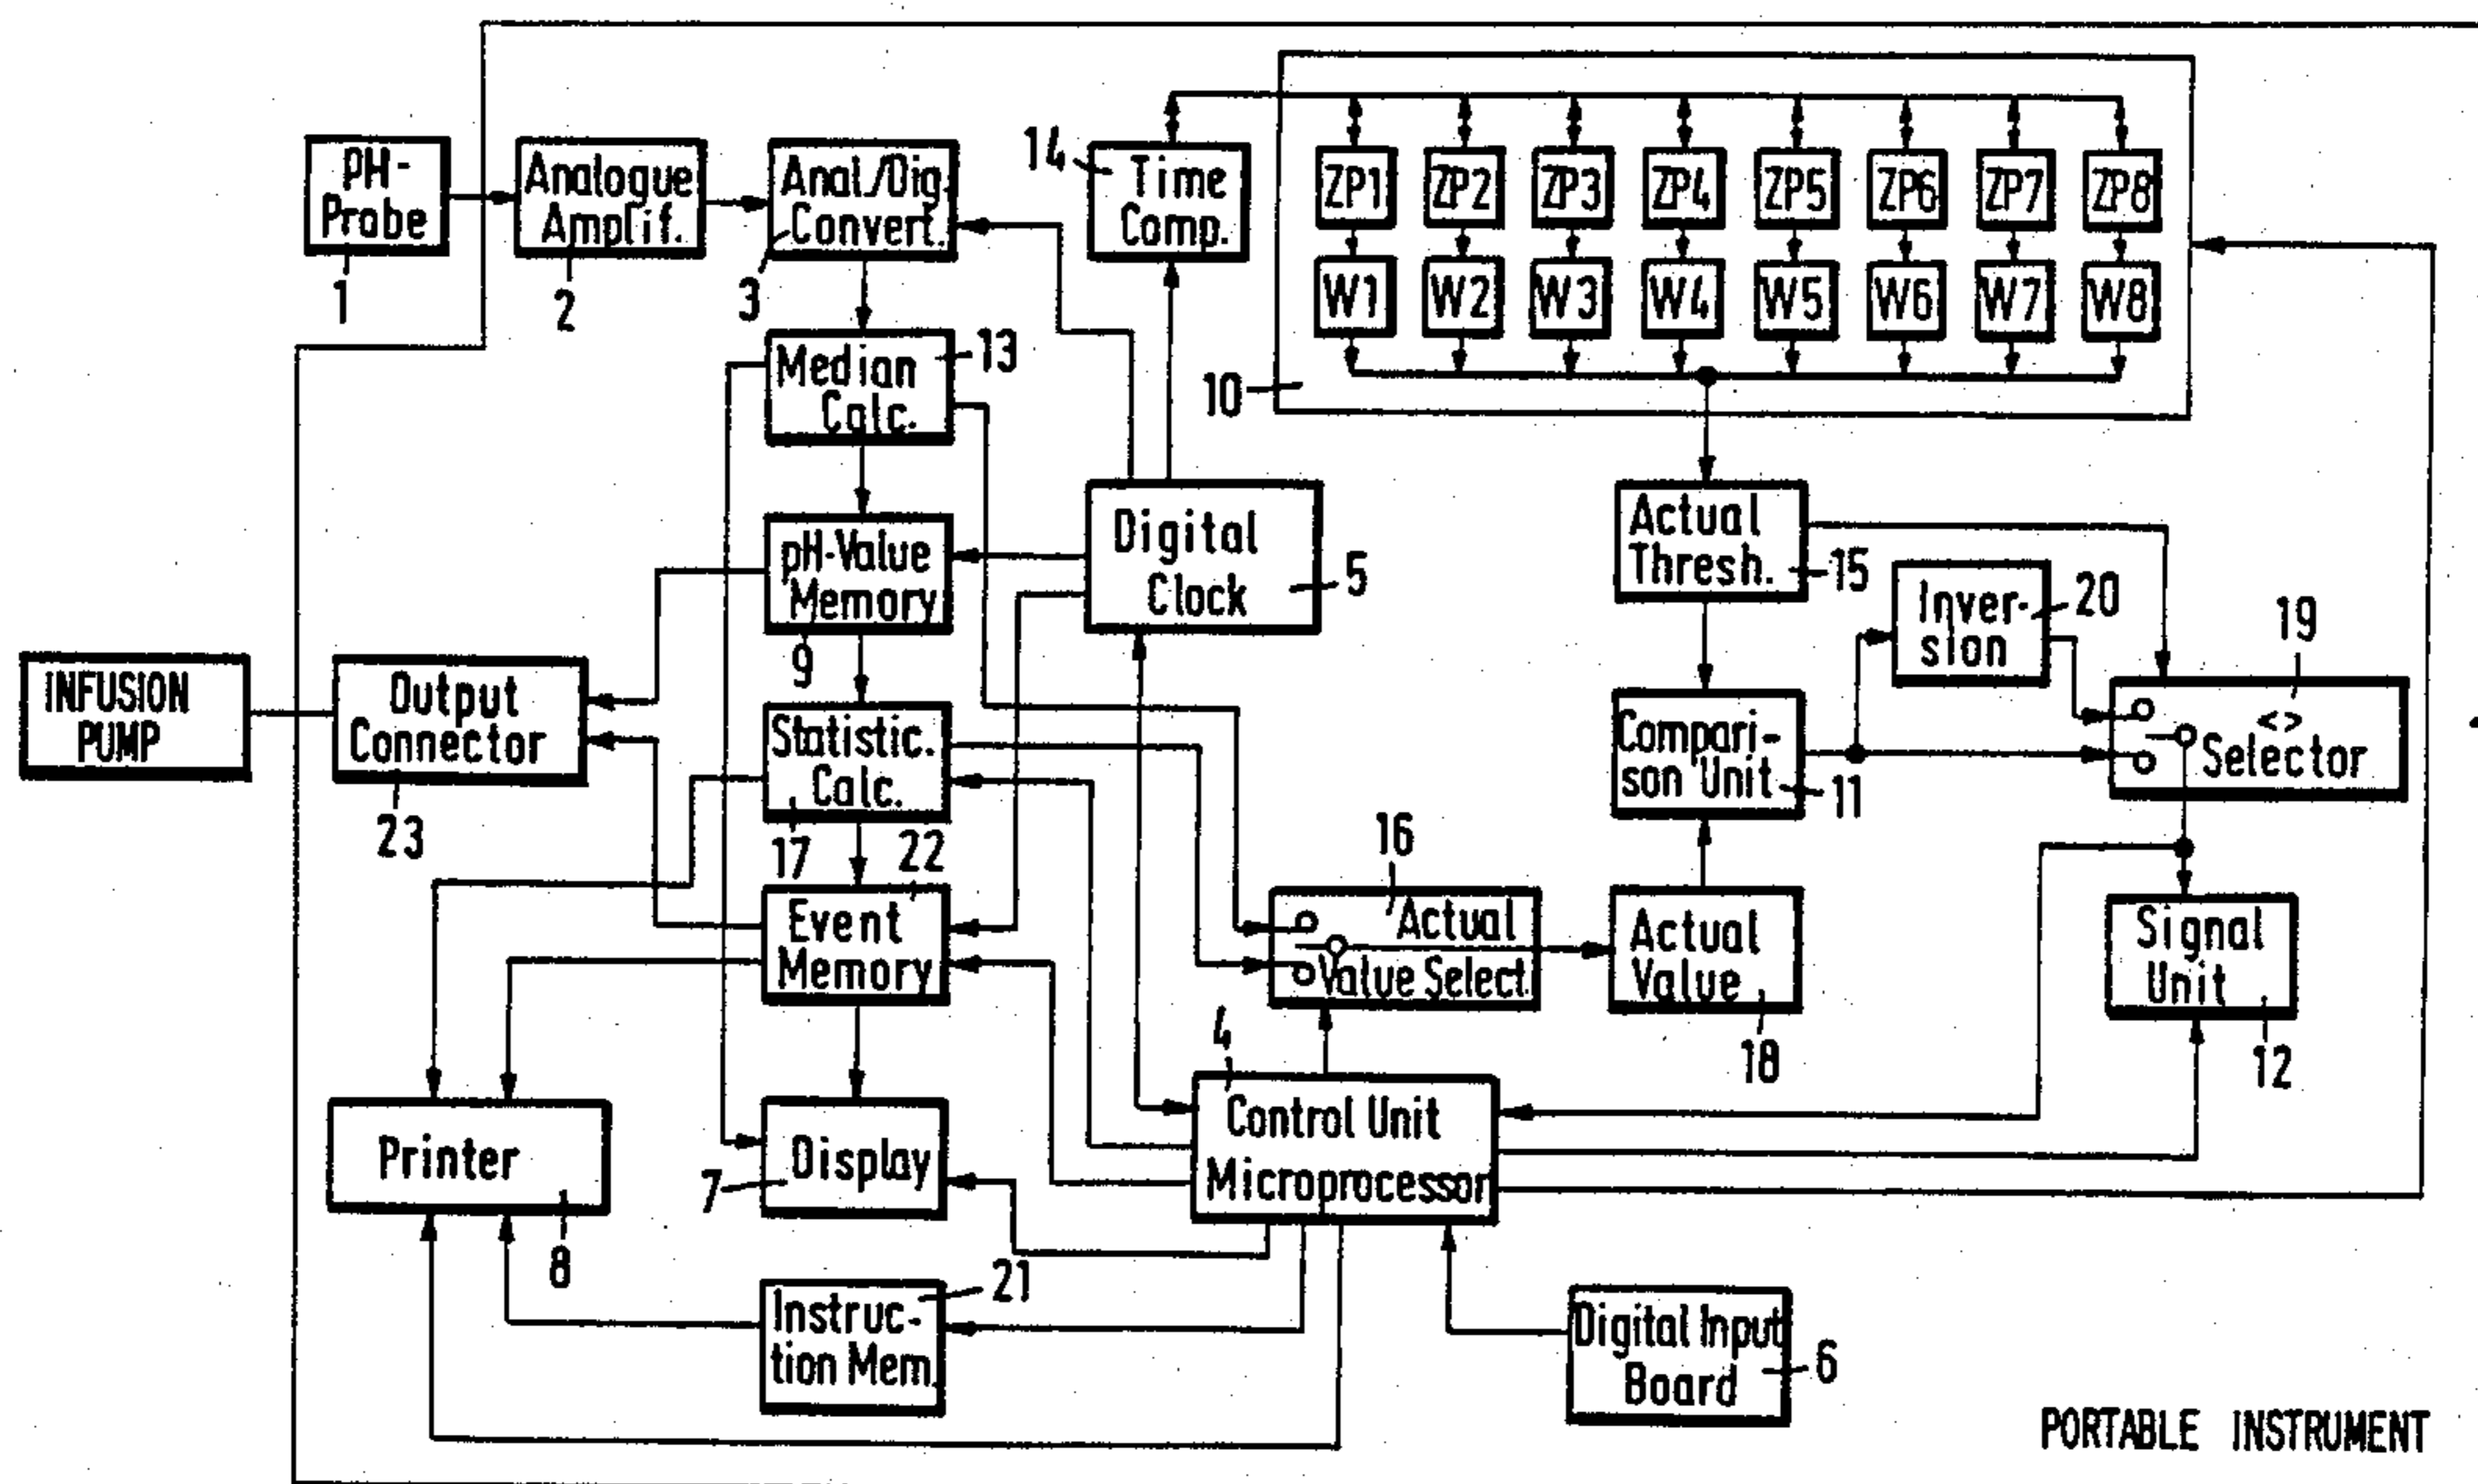 pH-
Probe
1
Analogue
Amplif.
2
Anal./Dig.
Convert.
3
14
Time
Comp.
ZP1 ZP2 ZP3 ZP4 ZP5 ZP6 ZP7 ZP8
W1 W2 W3 W4 W5 W6 W7 W8
10
Median
Calc.
13
pH-Value
Memory
9
Digital
Clock
5
Actual
Thresh.
15
Inver-
sion
20
19
<>
Selector
INFUSION
PUMP
Output
Connector
23
Statistic.
Calc.
17
22
Compari-
son Unit
11
Event
Memory
16
Actual
Value Select.
Actual
Value
18
Signal
Unit
12
4
Control Unit
Microprocessor
Printer
8
Display
7
Instruc-
tion Mem.
21
Digital Input
Board
6
PORTABLE INSTRUMENT